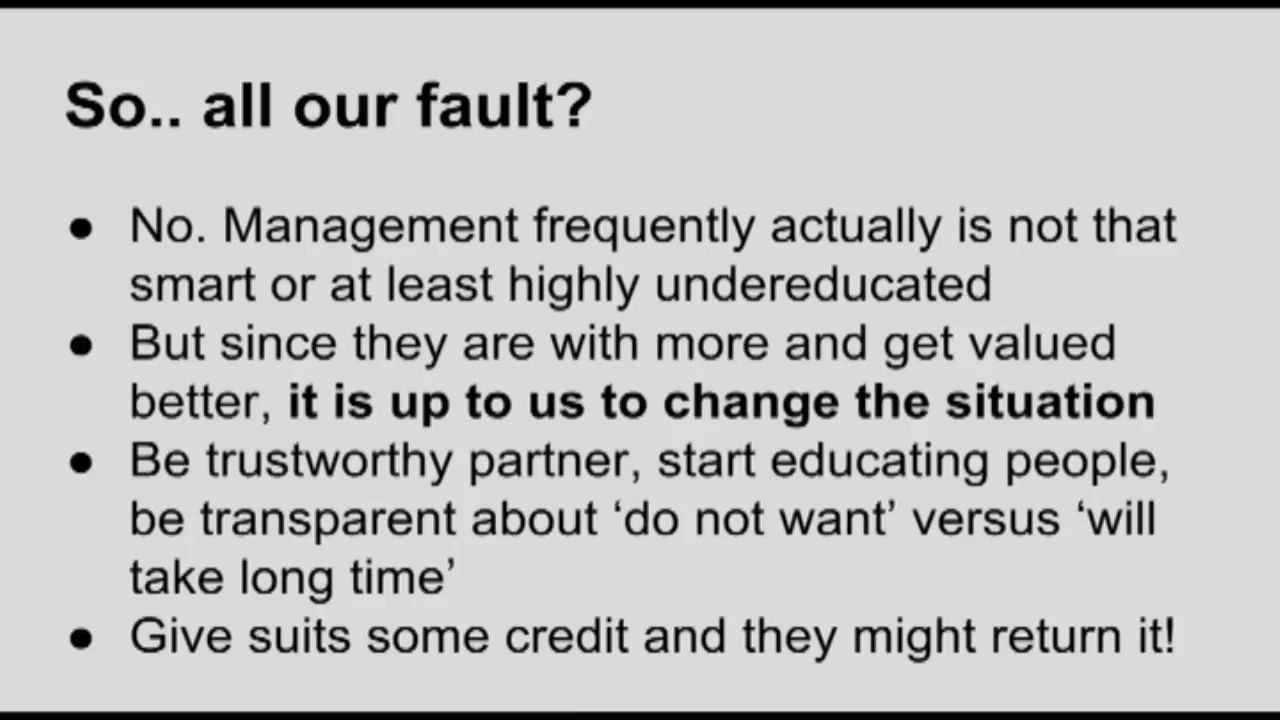 So.. all our fault?
● No. Management frequently actually is not that
smart or at least highly undereducated
● But since they are with more and get valued
better, it is up to us to change the situation
● Be trustworthy partner, start educating people,
be transparent about ‘do not want’ versus ‘will
take long time’
● Give suits some credit and they might return it!